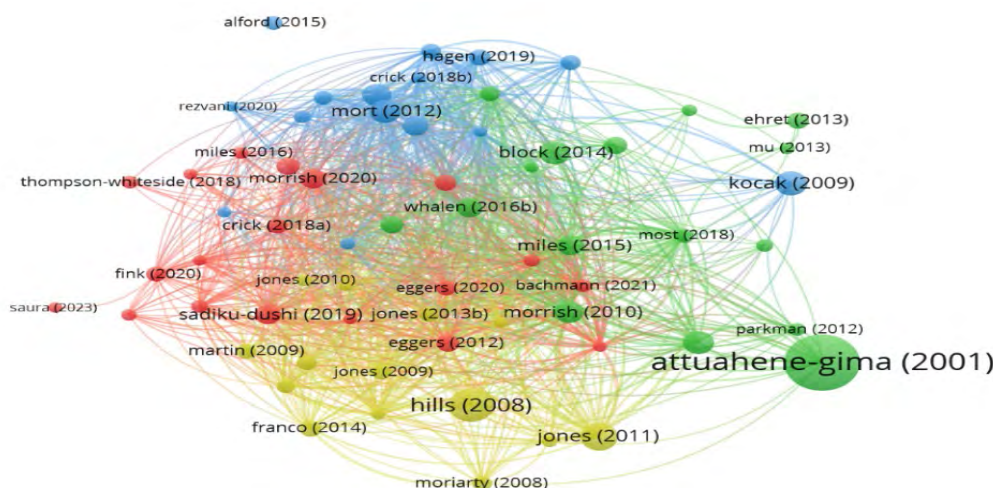 alford (2015)
hagen (2019)
crick (2018b)
rezvani (2020)
mort (2012)
ehret (2013)
mu (2013)
miles (2016)
block (2014)
thompson-whiteside (2018)
morrish (2020)
kocak (2009)
whalen (2016b)
crick (2018a)
most (2018)
miles (2015)
fink (2020)
jones (2010)
eggers (2020)
bachmann (2021)
saura (2023)
sadiku-dushi (2019)
jones (2013b)
morrish (2010)
parkman (2012)
eggers (2012)
martin (2009)
attuahene-gima (2001)
jones (2009)
hills (2008)
franco (2014)
jones (2011)
moriarty (2008)